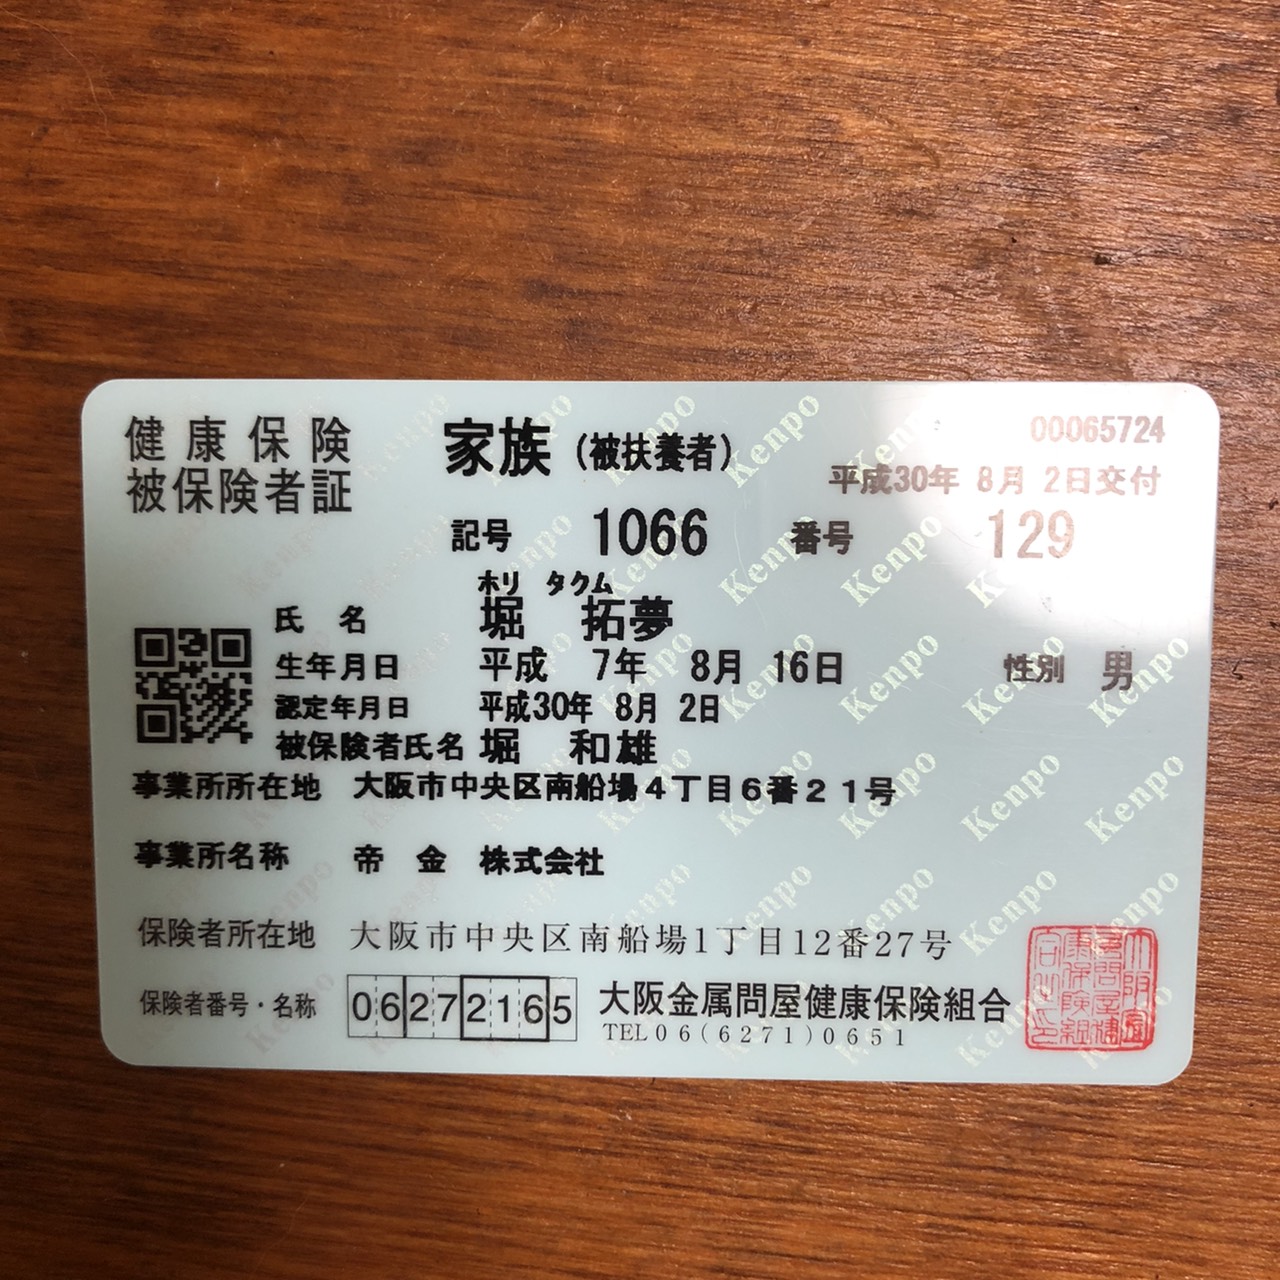 健康保険 家族（被扶養者） 00065724
被保険者証 平成30年 8月 2日交付
記号 1066 番号 129
ホリ タクム
氏名 堀 拓夢
生年月日 平成 7年 8月 16日 性別 男
認定年月日 平成30年 8月 2日
被保険者氏名 堀 和雄
事業所所在地 大阪市中央区南船場４丁目６番２１号
事業所名称 帝金 株式会社
保険者所在地 大阪市中央区南船場1丁目12番27号
保険者番号・名称 06272165 大阪金属問屋健康保険組合
TEL06(6271)0651
Kenpo